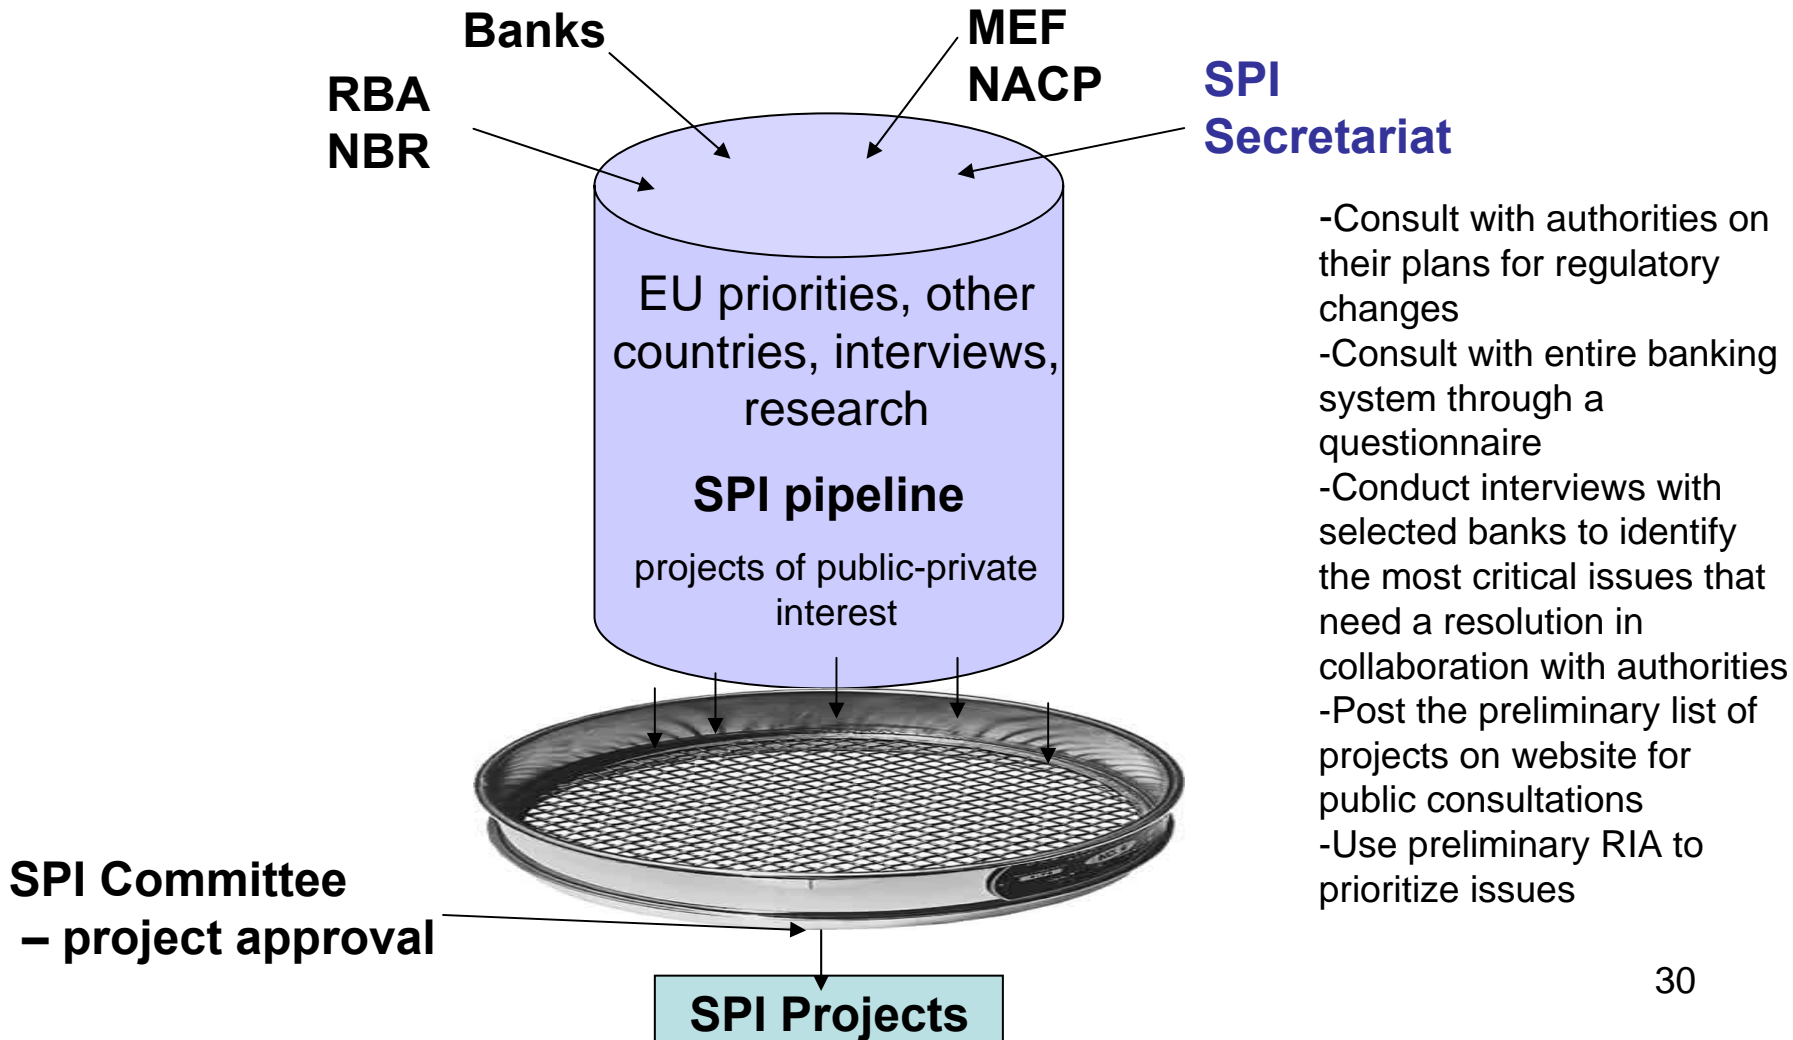 Banks
MEF
NACP
RBA
NBR
SPI
Secretariat
EU priorities, other
countries, interviews,
research
SPI pipeline
projects of public-private
interest
-Consult with authorities on
their plans for regulatory
changes
-Consult with entire banking
system through a
questionnaire
-Conduct interviews with
selected banks to identify
the most critical issues that
need a resolution in
collaboration with authorities
-Post the preliminary list of
projects on website for
public consultations
-Use preliminary RIA to
prioritize issues
SPI Committee
– project approval
SPI Projects
30